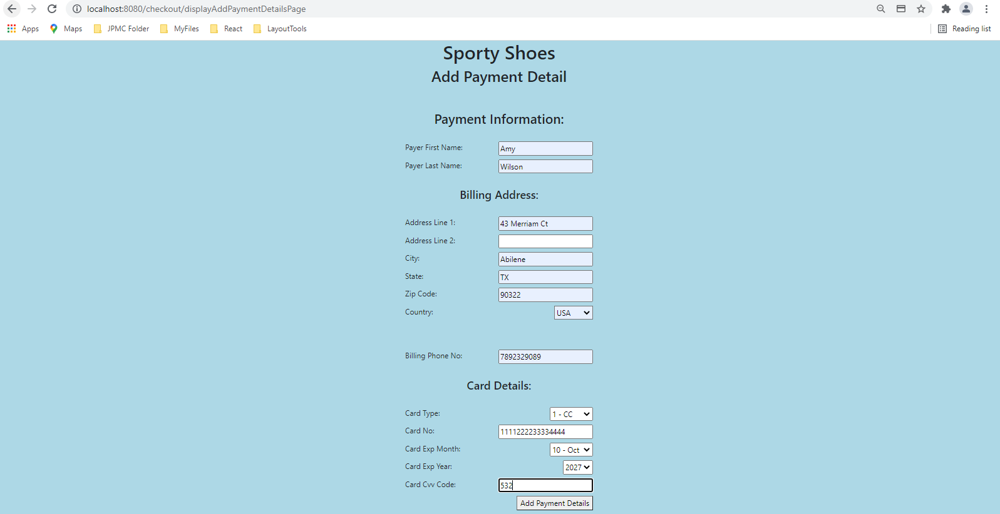 localhost:8080/checkout/displayAddPaymentDetailsPage
Apps Maps JPMC Folder MyFiles React LayoutTools Reading list
Sporty Shoes
Add Payment Detail
Payment Information:
Payer First Name: Amy
Payer Last Name: Wilson
Billing Address:
Address Line 1: 43 Merriam Ct
Address Line 2:
City: Abilene
State: TX
Zip Code: 90322
Country: USA
Billing Phone No: 7892329089
Card Details:
Card Type: 1 - CC
Card No: 1111222233334444
Card Exp Month: 10 - Oct
Card Exp Year: 2027
Card Cvv Code: 532
Add Payment Details